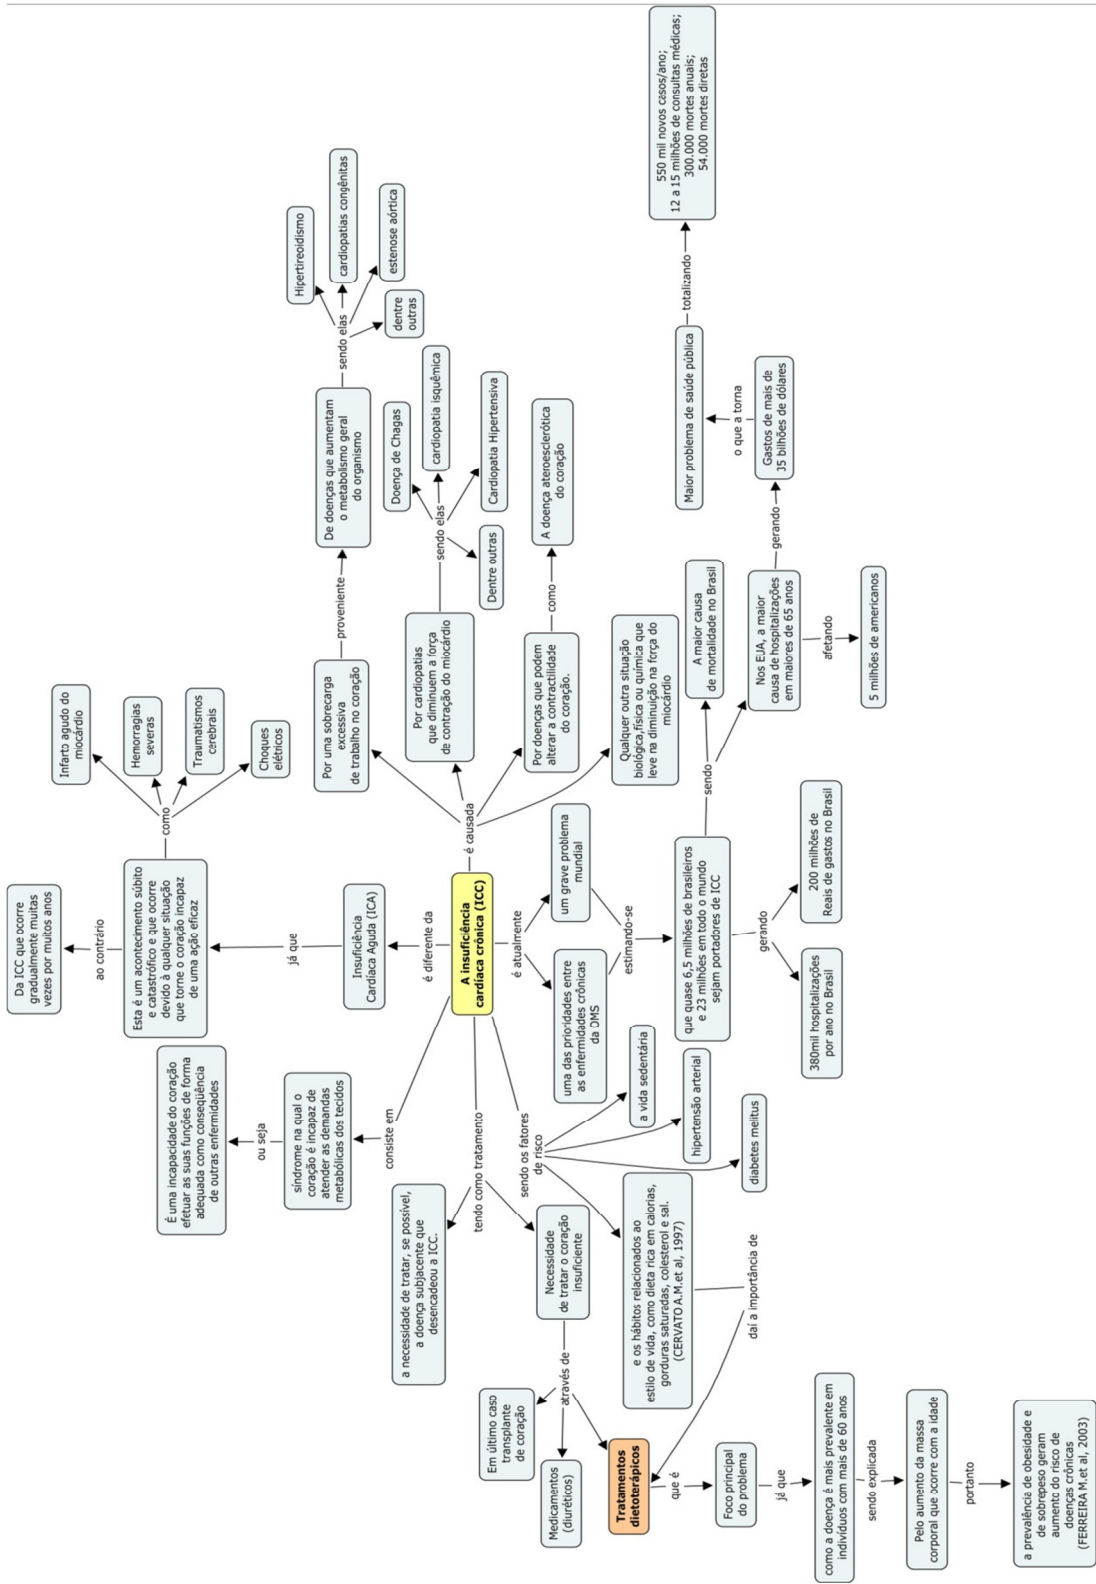 Da ICC que ocorre
gradualmente muitas
vezes por muitos anos
ao contrário
Esta é um acontecimento súbito
e catastrófico e que ocorre
devido à qualquer situação
que torne o coração incapaz
de uma ação eficaz
como
Infarto agudo do
miocárdio
Hemorragias
severas
Traumatismos
cerebrais
Choques
elétricos
já que
Insuficiência
Cardíaca Aguda (ICA)
é diferente da
É uma incapacidade do coração
efetuar as suas funções de forma
adequada como conseqüência
de outras enfermidades
ou seja
síndrome na qual o
coração é incapaz de
atender as demandas
metabólicas dos tecidos
consiste em
A insuficiência
cardíaca crônica (ICC)
é causada
Por uma sobrecarga
excessiva
de trabalho no coração
proveniente
De doenças que aumentam
o metabolismo geral
do organismo
sendo elas
Hipertireoidismo
cardiopatias congênitas
estenose aórtica
dentre
outras
Por cardiopatias
que diminuem a força
de contração do miocárdio
sendo elas
Doença de Chagas
cardiopatia isquêmica
Cardiopatia Hipertensiva
Dentre outras
Por doenças que podem
alterar a contractilidade
do coração.
como
A doença ateroesclerótica
do coração
Qualquer outra situação
biológica,física ou química que
leve na diminuição na força do
miocárdio
tendo como tratamento
a necessidade de tratar, se possível,
a doença subjacente que
desencadeou a ICC.
Necessidade
de tratar o coração
insuficiente
através de
Em último caso
transplante
de coração
Medicamentos
(diuréticos)
Tratamentos
dietoterápicos
que é
Foco principal
do problema
já que
como a doença é mais prevalente em
indivíduos com mais de 60 anos
sendo explicada
Pelo aumento da massa
corporal que ocorre com a idade
portanto
a prevalência de obesidade e
de sobrepeso geram
aumento do risco de
doenças crônicas
(FERREIRA M.et al, 2003)
sendo os fatores
de risco
a vida sedentária
hipertensão arterial
diabetes melitus
e os hábitos relacionados ao
estilo de vida, como dieta rica em calorias,
gorduras saturadas, colesterol e sal.
(CERVATO A.M.et al, 1997)
daí a importância de
é atualmente
um grave problema
mundial
uma das prioridades entre
as enfermidades crônicas
da OMS
estimando-se
que quase 6,5 milhões de brasileiros
e 23 milhões em todo o mundo
sejam portadores de ICC
gerando
380mil hospitalizações
por ano no Brasil
200 milhões de
Reais de gastos no Brasil
sendo
A maior causa
de mortalidade no Brasil
Nos EUA, a maior
causa de hospitalizações
em maiores de 65 anos
afetando
5 milhões de americanos
gerando
Gastos de mais de
35 bilhões de dólares
o que a torna
Maior problema de saúde pública
totalizando
550 mil novos casos/ano;
12 a 15 milhões de consultas médicas;
300.000 mortes anuais;
54.000 mortes diretas